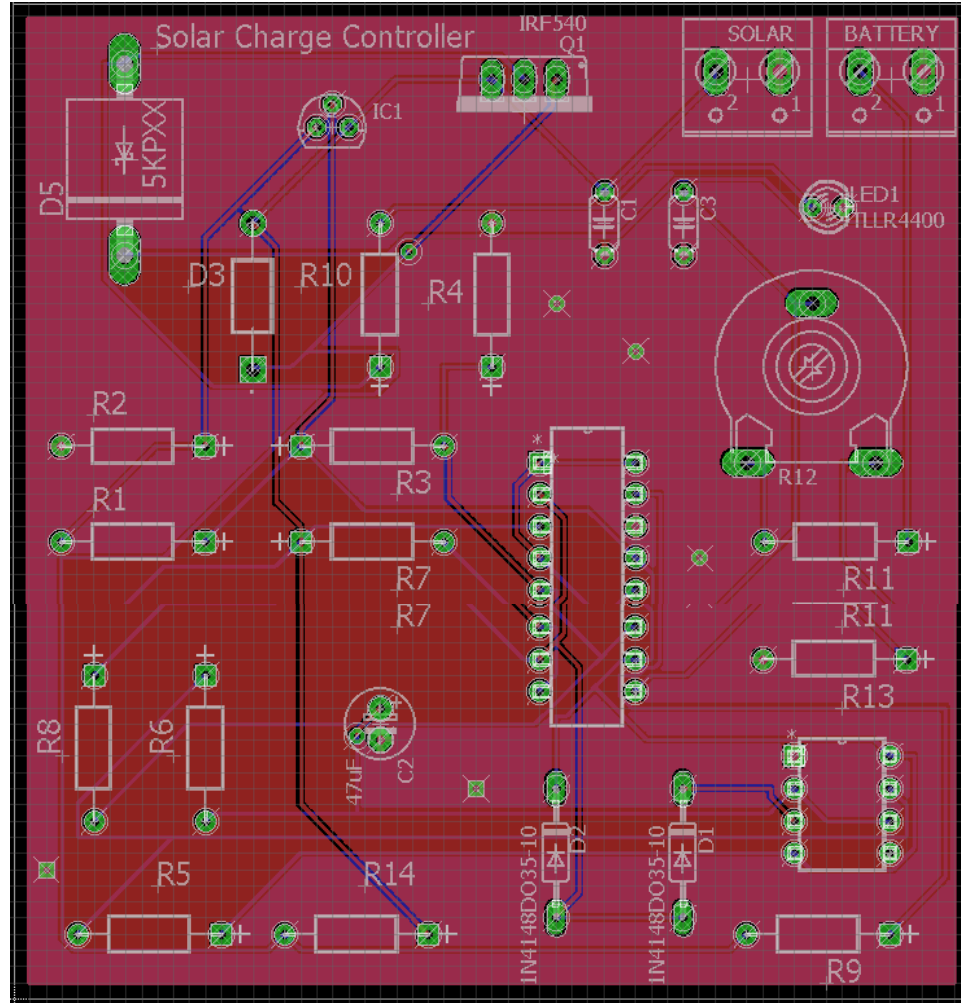 Solar Charge Controller
IRF540
Q1
SOLAR
BATTERY
2
1
2
1
IC1
5KPXX
D5
C1
C3
LED1
TLLR4400
D3
R10
R4
R2
R3
R12
R1
R7
R11
R7
R11
R13
R8
R6
47uF
C2
D2
1N4148DO35-10
D1
1N4148DO35-10
R5
R14
R9